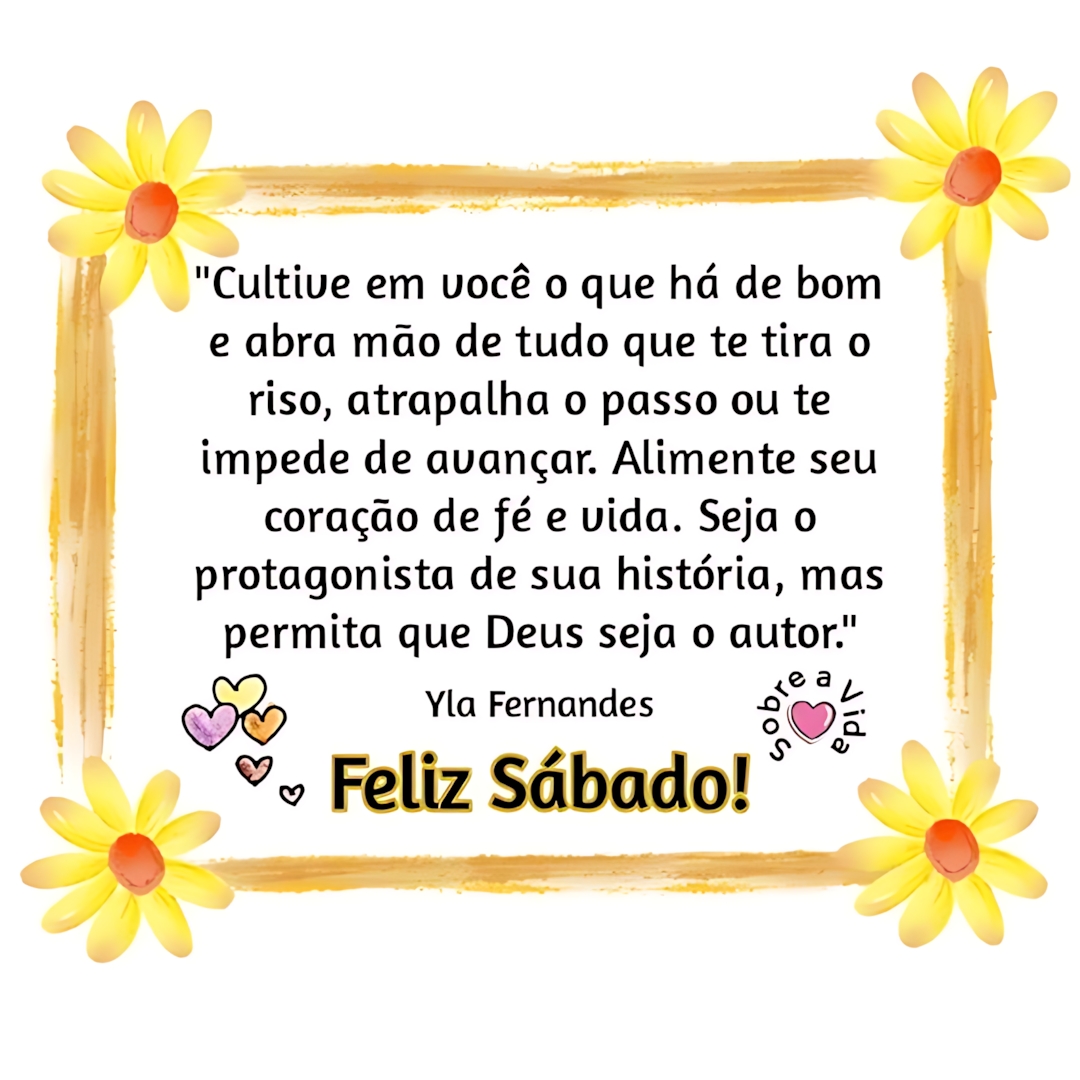 "Cultive em você o que há de bom
e abra mão de tudo que te tira o
riso, atrapalha o passo ou te
impede de avançar. Alimente seu
coração de fé e vida. Seja o
protagonista de sua história, mas
permita que Deus seja o autor."
Yla Fernandes
Sobre a Vida
Feliz Sábado!